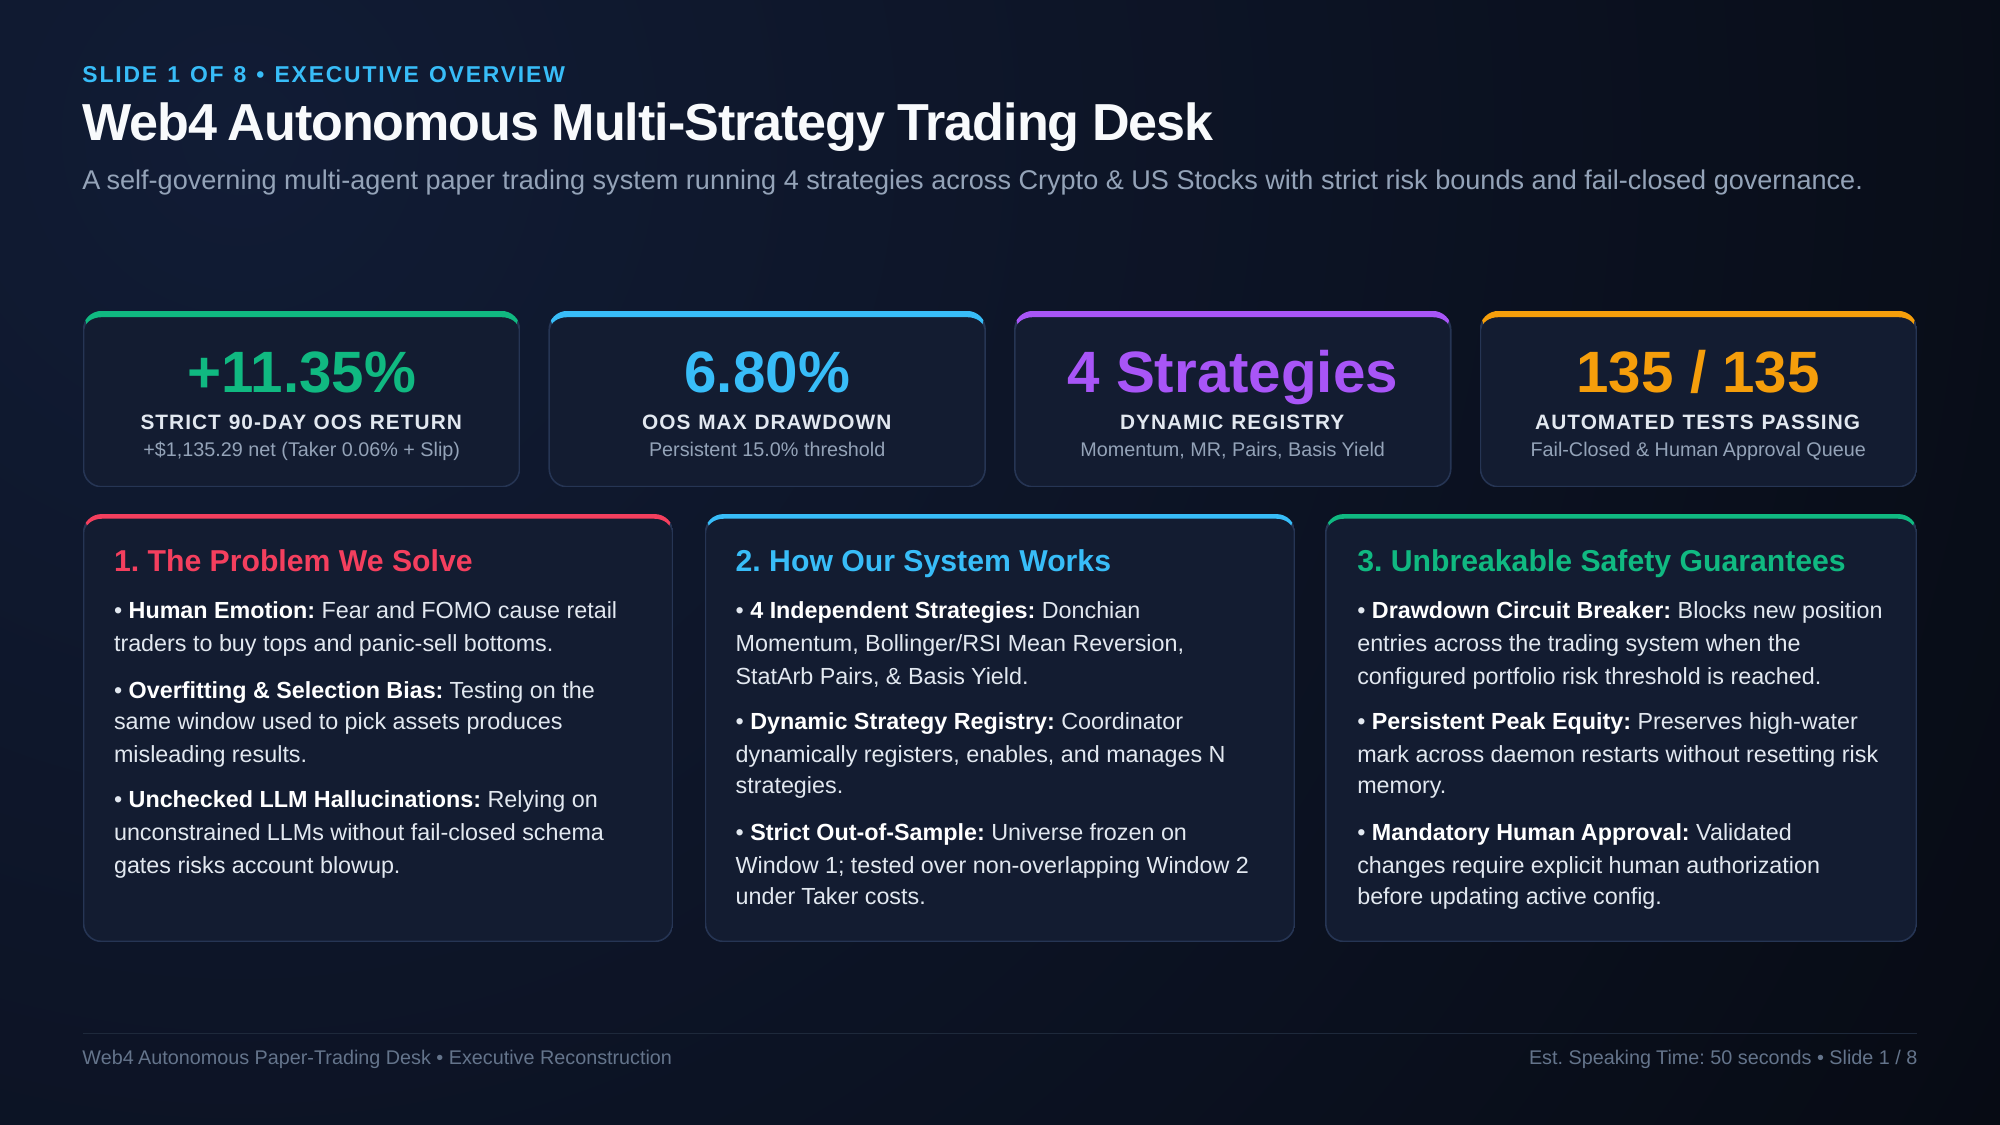 SLIDE 1 OF 8 • EXECUTIVE OVERVIEW
Web4 Autonomous Multi-Strategy Trading Desk
A self-governing multi-agent paper trading system running 4 strategies across Crypto & US Stocks with strict risk bounds and fail-closed governance.
+11.35%
STRICT 90-DAY OOS RETURN
+$1,135.29 net (Taker 0.06% + Slip)
6.80%
OOS MAX DRAWDOWN
Persistent 15.0% threshold
4 Strategies
DYNAMIC REGISTRY
Momentum, MR, Pairs, Basis Yield
135 / 135
AUTOMATED TESTS PASSING
Fail-Closed & Human Approval Queue
1. The Problem We Solve
• Human Emotion: Fear and FOMO cause retail
traders to buy tops and panic-sell bottoms.
• Overfitting & Selection Bias: Testing on the
same window used to pick assets produces
misleading results.
• Unchecked LLM Hallucinations: Relying on
unconstrained LLMs without fail-closed schema
gates risks account blowup.
2. How Our System Works
• 4 Independent Strategies: Donchian
Momentum, Bollinger/RSI Mean Reversion,
StatArb Pairs, & Basis Yield.
• Dynamic Strategy Registry: Coordinator
dynamically registers, enables, and manages N
strategies.
• Strict Out-of-Sample: Universe frozen on
Window 1; tested over non-overlapping Window 2
under Taker costs.
3. Unbreakable Safety Guarantees
• Drawdown Circuit Breaker: Blocks new position
entries across the trading system when the
configured portfolio risk threshold is reached.
• Persistent Peak Equity: Preserves high-water
mark across daemon restarts without resetting risk
memory.
• Mandatory Human Approval: Validated
changes require explicit human authorization
before updating active config.
Web4 Autonomous Paper-Trading Desk • Executive Reconstruction
Est. Speaking Time: 50 seconds • Slide 1 / 8